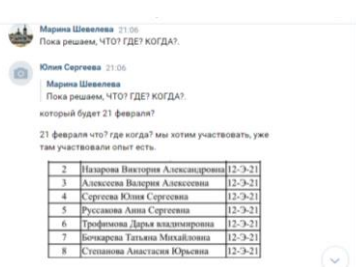 Марина Шевелева 21:06
Пока решаем, ЧТО? ГДЕ? КОГДА?.
Юлия Сергеева 21:06
Марина Шевелева
Пока решаем, ЧТО? ГДЕ? КОГДА?.
который будет 21 февраля?
21 февраля что? где когда? мы хотим участвовать, уже
там участвовали опыт есть.
2 Назарова Виктория Александровна 12-Э-21
3 Алексеева Валерия Алексеевна 12-Э-21
4 Сергеева Юлия Сергеевна 12-Э-21
5 Руссакова Анна Сергеевна 12-Э-21
6 Трофимова Дарья владимировна 12-Э-21
7 Бочкарева Татьяна Михайловна 12-Э-21
8 Степанова Анастасия Юрьевна 12-Э-21